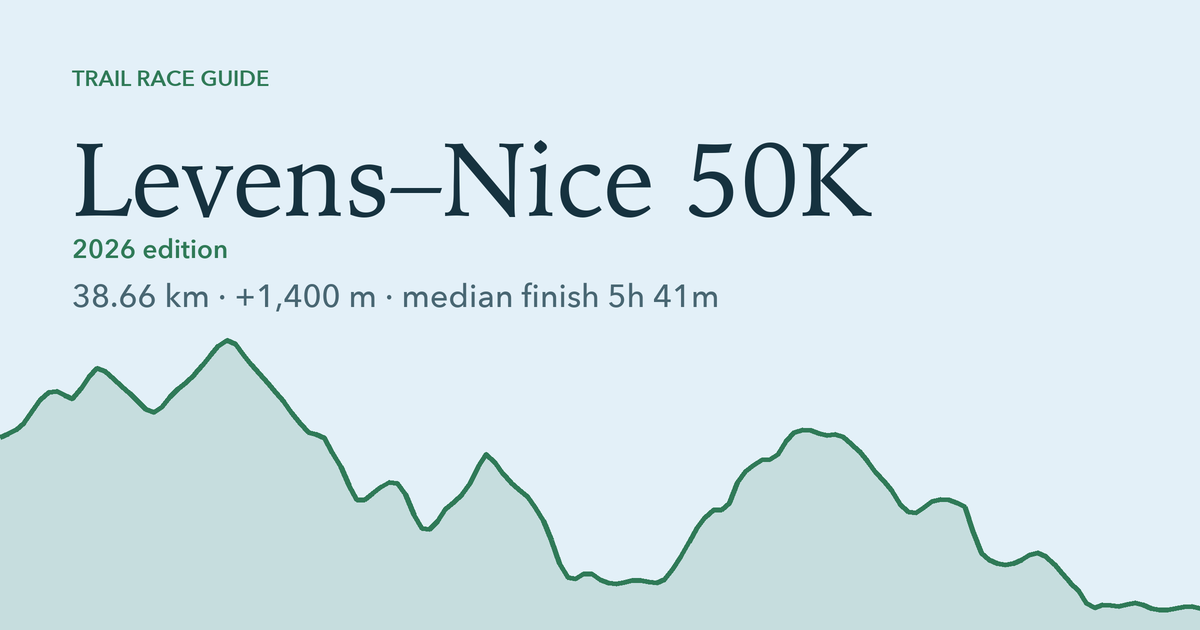 TRAIL RACE GUIDE
Levens–Nice 50K
2026 edition
38.66 km · +1,400 m · median finish 5h 41m